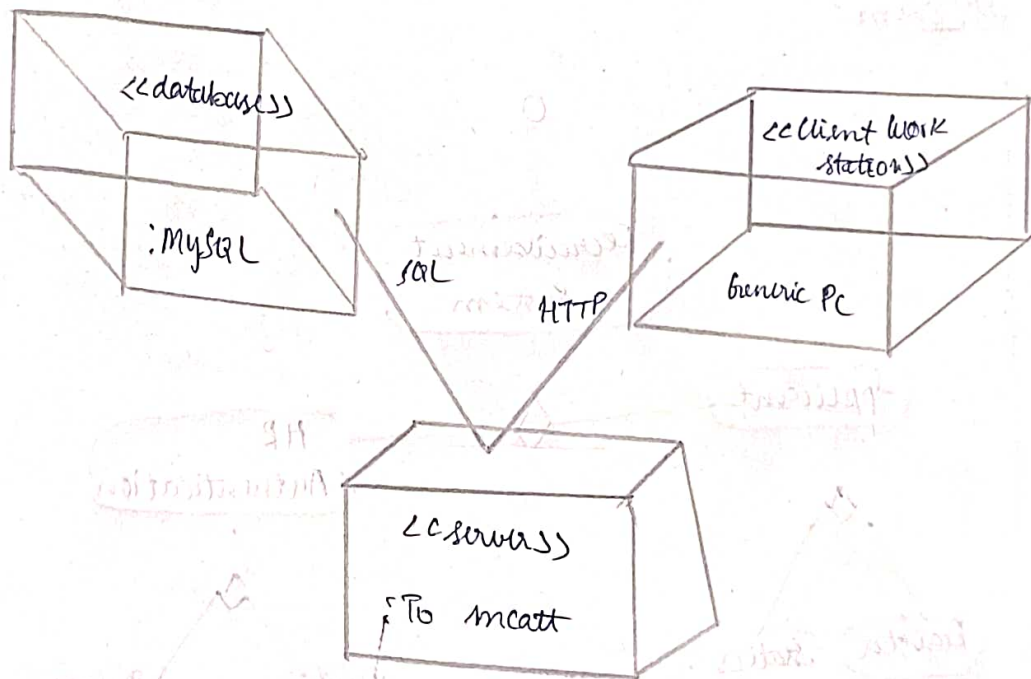 <<database>>
:MySQL
<<Client Work
station>>
Generic PC
SQL
HTTP
<<server>>
:To mcatt